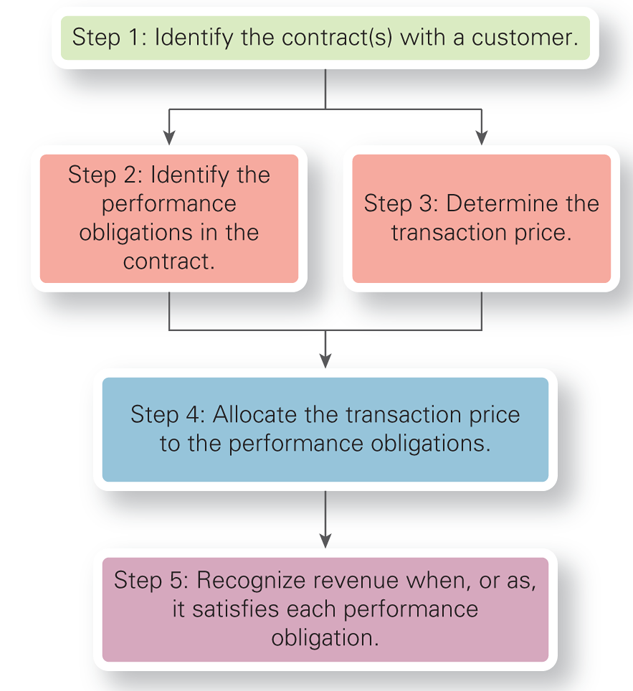 Step 1: Identify the contract(s) with a customer.
Step 2: Identify the
performance
obligations in the
contract.
Step 3: Determine the
transaction price.
Step 4: Allocate the transaction price
to the performance obligations.
Step 5: Recognize revenue when, or as,
it satisfies each performance
obligation.